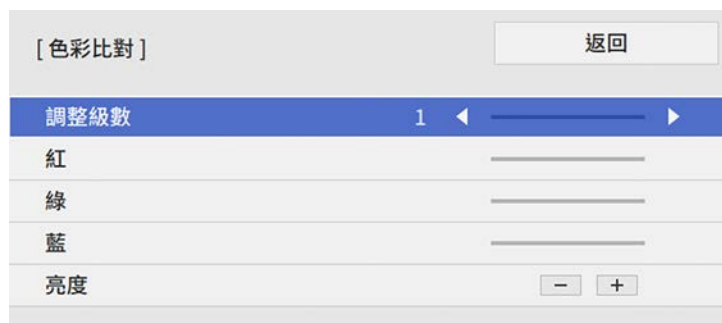 [ 色彩比對 ]
返回
調整級數 1
紅
綠
藍
亮度 − +